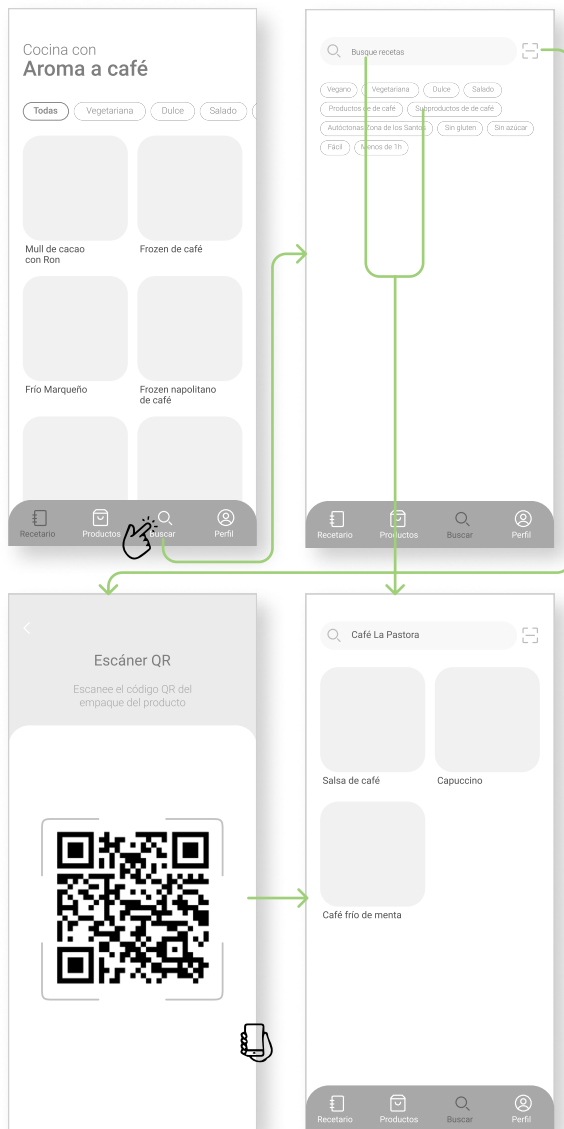 Cocina con
Aroma a café
Todas Vegetariana Dulce Salado
Mull de cacao
con Ron
Frozen de café
Frío Marqueño
Frozen napolitano
de café
Recetario Productos Buscar Perfil
Busque recetas
Vegano Vegetariana Dulce Salado
Productos de de café Subproductos de de café
Autóctonas Zona de los Santos Sin gluten Sin azúcar
Fácil Menos de 1h
Recetario Productos Buscar Perfil
Escáner QR
Escanee el código QR del
empaque del producto
Café La Pastora
Salsa de café Capuccino
Café frío de menta
Recetario Productos Buscar Perfil